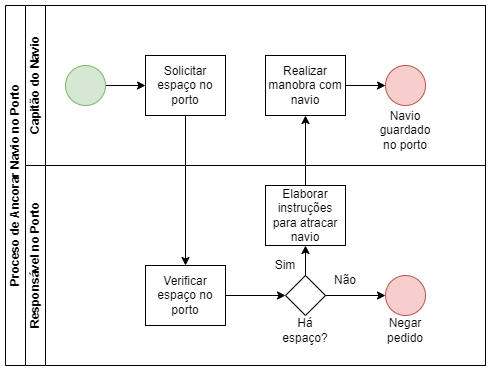 Proceso de Ancorar Navio no Porto
Capitão do Navio
Solicitar
espaço no
porto
Realizar
manobra com
navio
Navio
guardado
no porto
Responsável no Porto
Elaborar
instruções
para atracar
navio
Sim
Não
Verificar
espaço no
porto
Há
espaço?
Negar
pedido